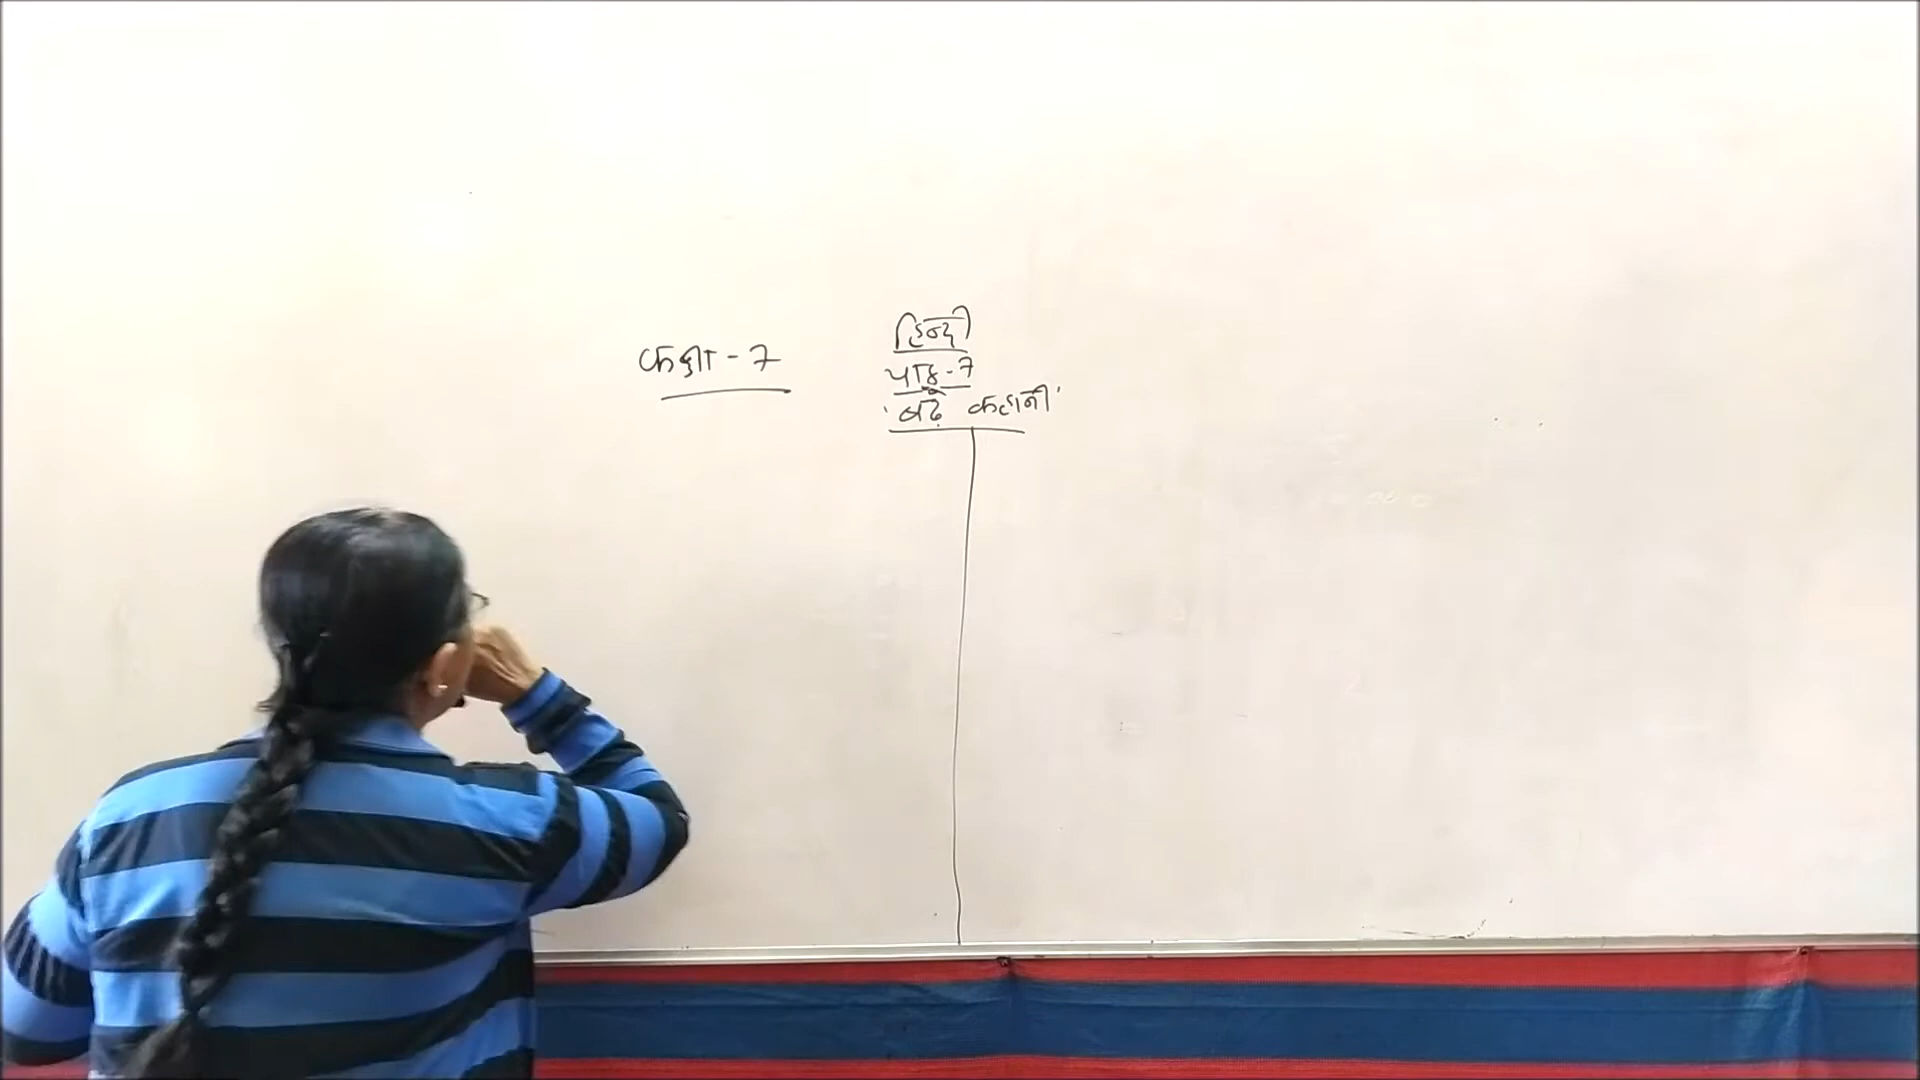 कक्षा - 7
हिन्दी
पाठ - 7
'बढ़े कहानी'